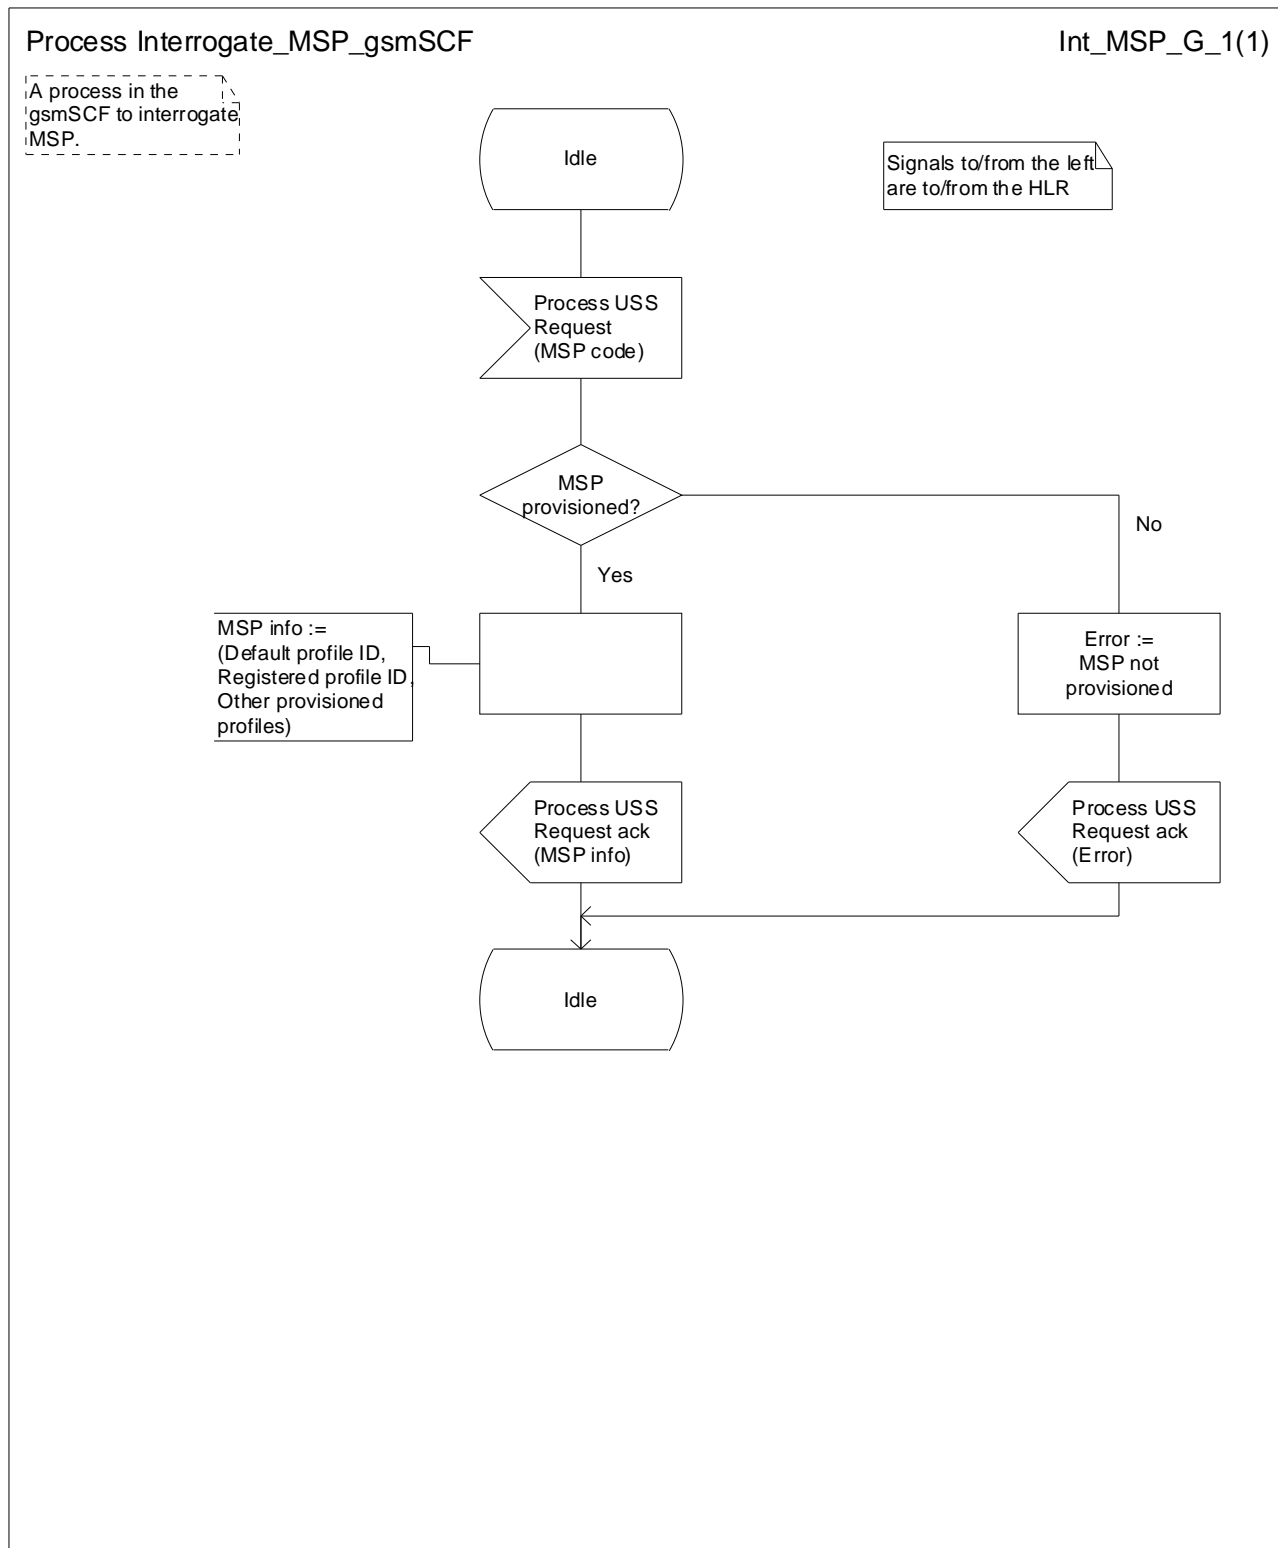 Process Interrogate_MSP_gsmSCF
Int_MSP_G_1(1)
A process in the
gsmSCF to interrogate
MSP.
Idle
Signals to/from the left
are to/from the HLR
Process USS
Request
(MSP code)
MSP
provisioned?
No
Yes
MSP info :=
(Default profile ID,
Registered profile ID,
Other provisioned
profiles)
Error :=
MSP not
provisioned
Process USS
Request ack
(MSP info)
Process USS
Request ack
(Error)
Idle